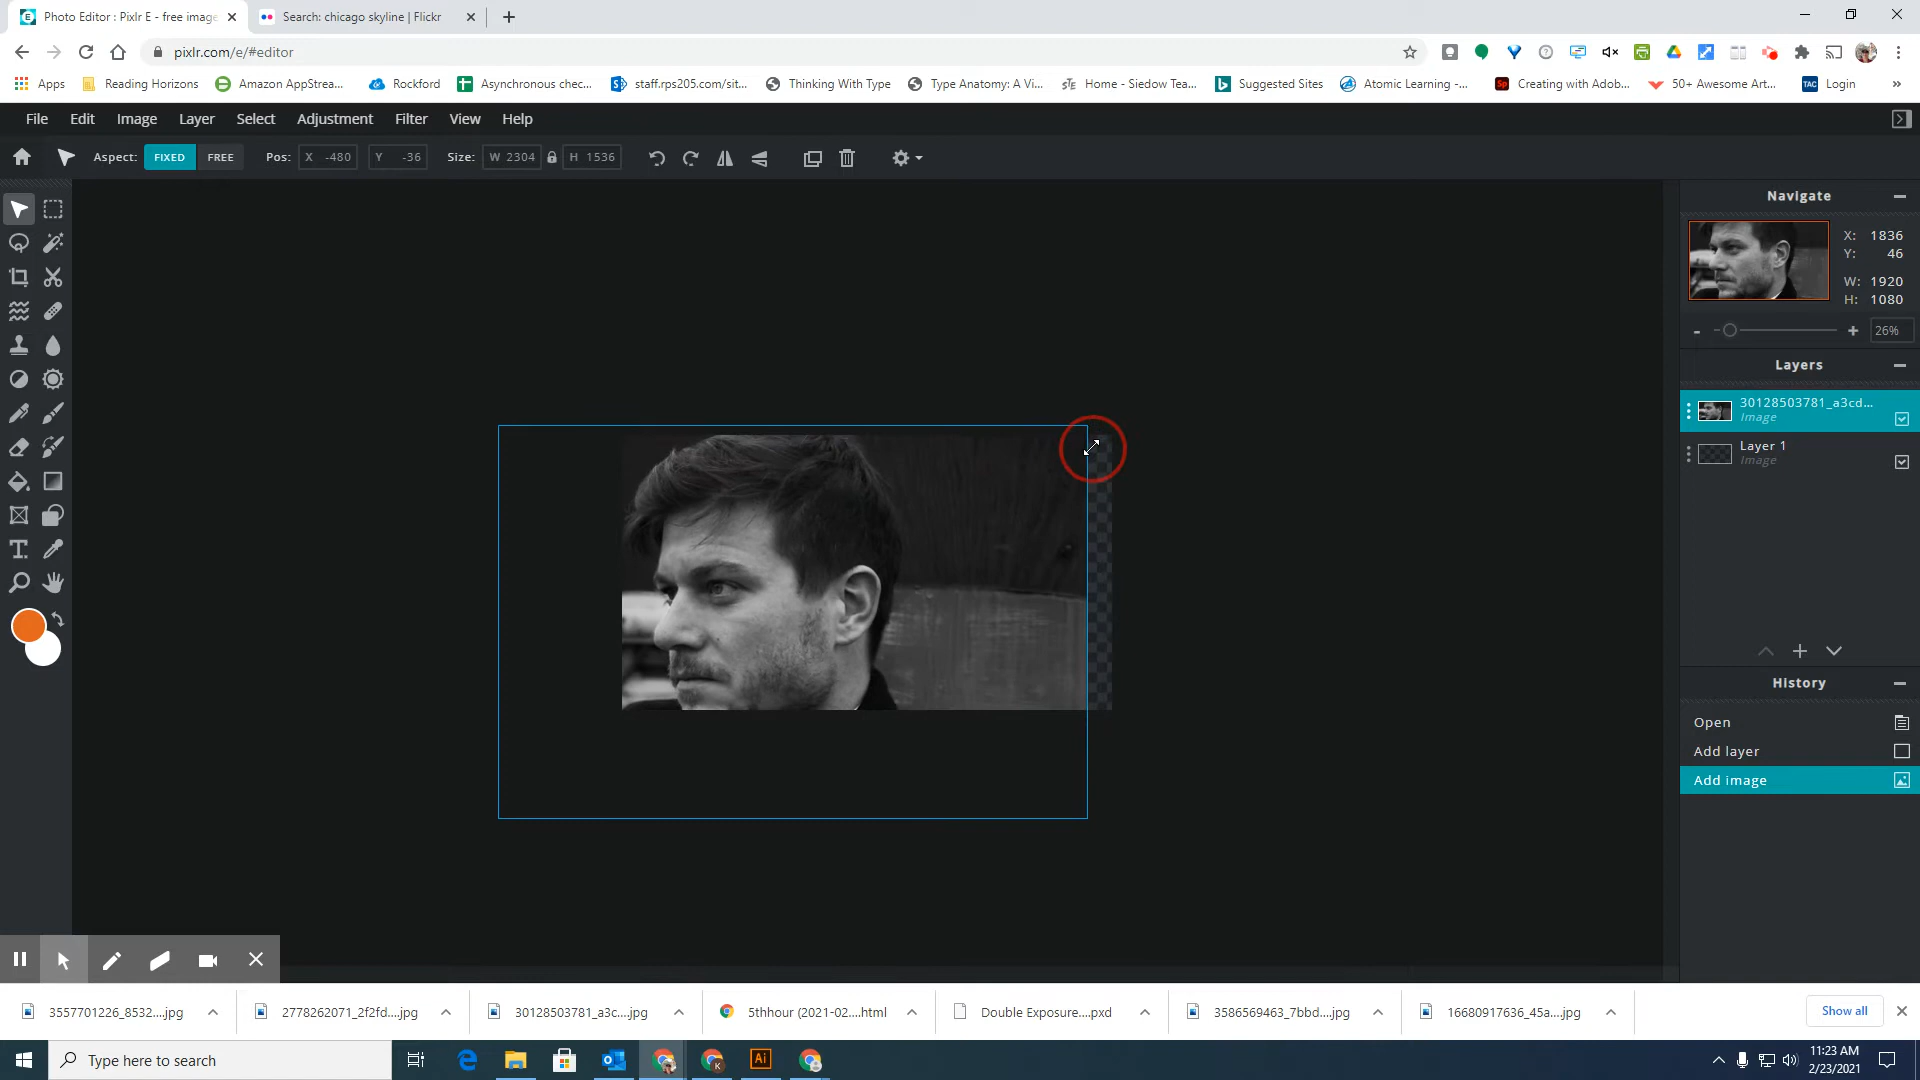 Photo Editor : Pixlr E - free image
Search: chicago skyline | Flickr
pixlr.com/e/#editor
Apps
Reading Horizons
Amazon AppStrea...
Rockford
Asynchronous chec...
staff.rps205.com/sit...
Thinking With Type
Type Anatomy: A Vi...
Home - Siedow Tea...
Suggested Sites
Atomic Learning -...
Creating with Adob...
50+ Awesome Art...
TAC Login
»
File Edit Image Layer Select Adjustment Filter View Help
Aspect: FIXED FREE Pos: X -480 Y -36 Size: W 2304 H 1536
Navigate
X: 1836
Y: 46
W: 1920
H: 1080
- + 26%
Layers
30128503781_a3cd...
Image
Layer 1
Image
History
Open
Add layer
Add image
T
3557701226_8532....jpg
2778262071_2f2fd....jpg
30128503781_a3c....jpg
5thhour (2021-02....html
Double Exposure....pxd
3586569463_7bbd....jpg
16680917636_45a....jpg
Show all
Type here to search
K
Ai
11:23 AM
2/23/2021